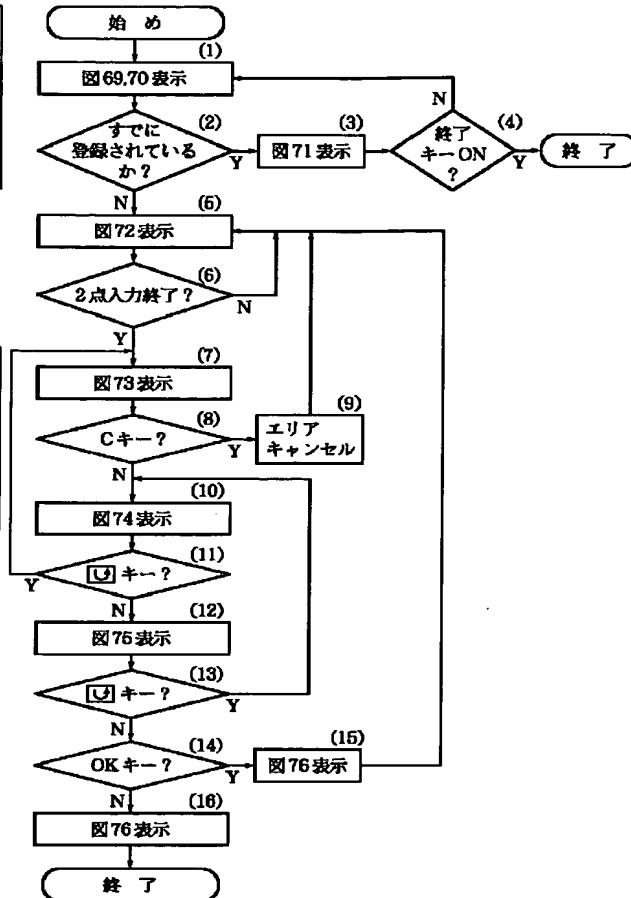 始め
(1)
図69,70表示
(2)
すでに
登録されている
か?
Y
N
(3)
図71表示
(4)
終了
キーON
?
N
Y
終了
(5)
図72表示
(6)
2点入力終了?
N
Y
(7)
図73表示
(8)
Cキー?
Y
N
(9)
エリア
キャンセル
(10)
図74表示
(11)
キー?
Y
N
(12)
図75表示
(13)
キー?
Y
N
(14)
OKキー?
Y
N
(15)
図76表示
(16)
図76表示
終了